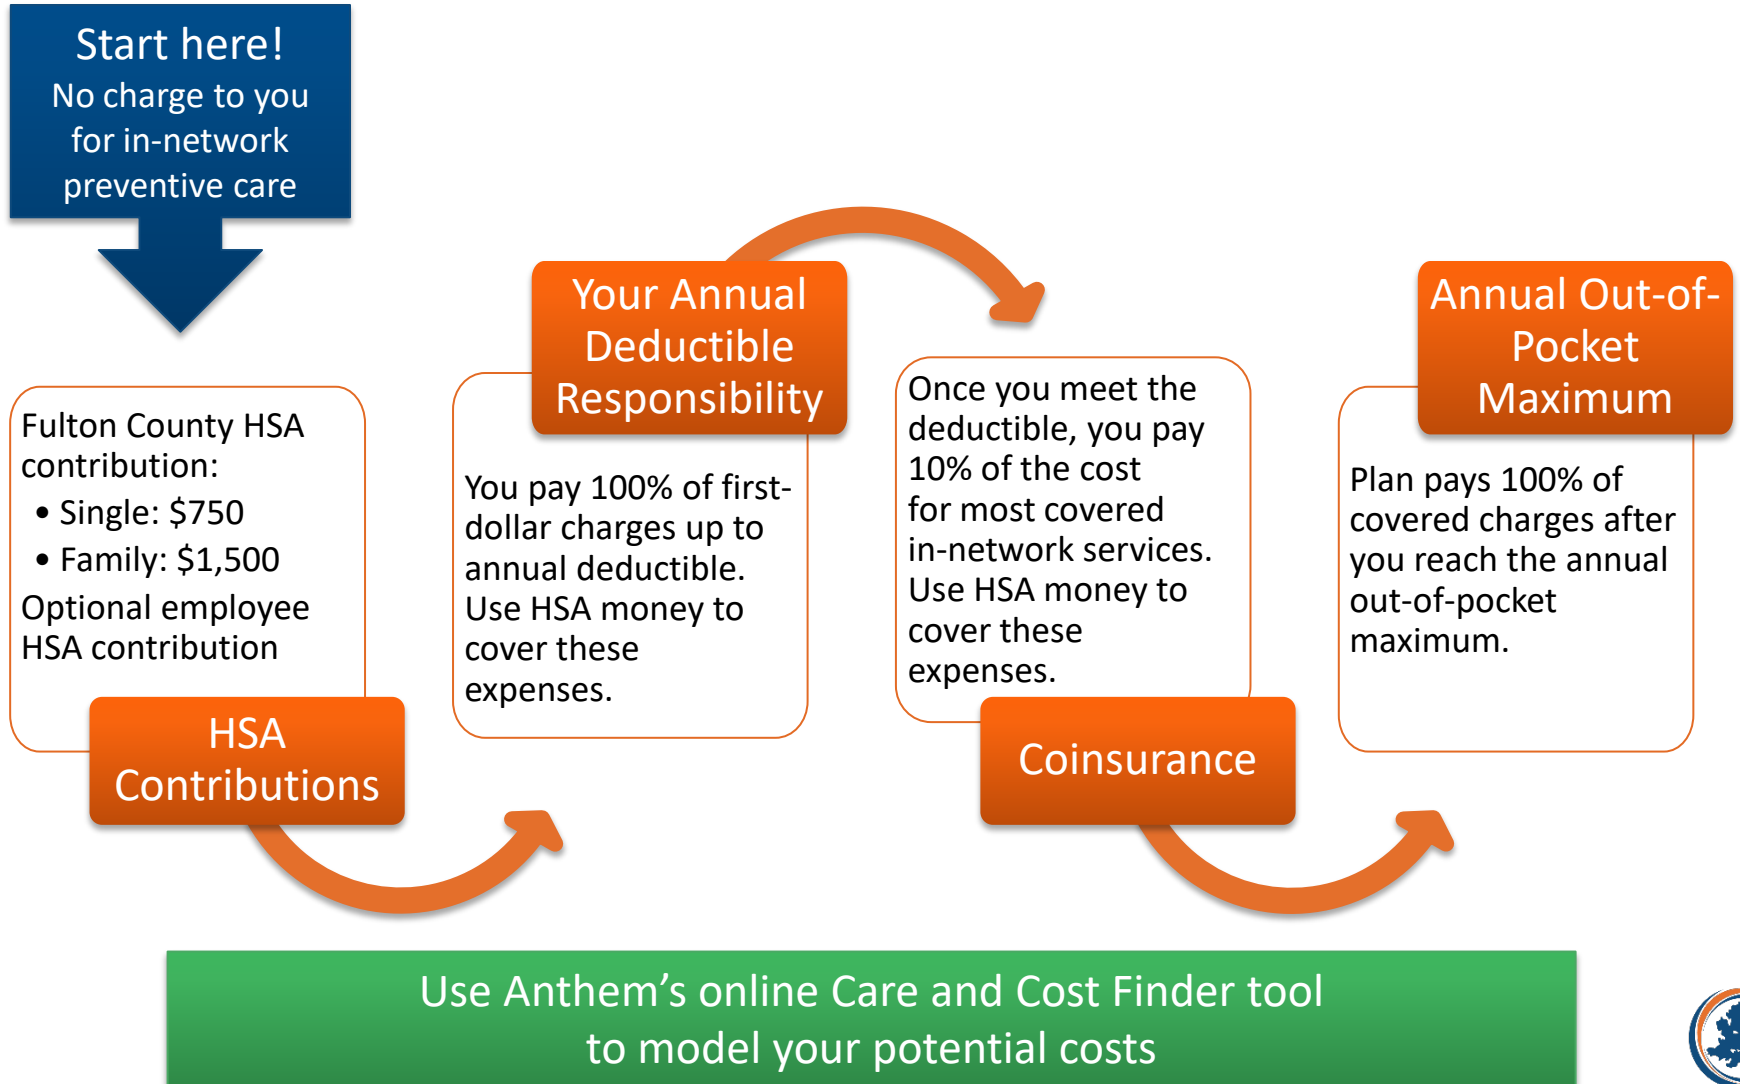 Start here!
No charge to you
for in-network
preventive care
Fulton County HSA
contribution:
• Single: $750
• Family: $1,500
Optional employee
HSA contribution
HSA
Contributions
Your Annual
Deductible
Responsibility
You pay 100% of first-
dollar charges up to
annual deductible.
Use HSA money to
cover these
expenses.
Once you meet the
deductible, you pay
10% of the cost
for most covered
in-network services.
Use HSA money to
cover these
expenses.
Coinsurance
Annual Out-of-
Pocket
Maximum
Plan pays 100% of
covered charges after
you reach the annual
out-of-pocket
maximum.
Use Anthem’s online Care and Cost Finder tool
to model your potential costs